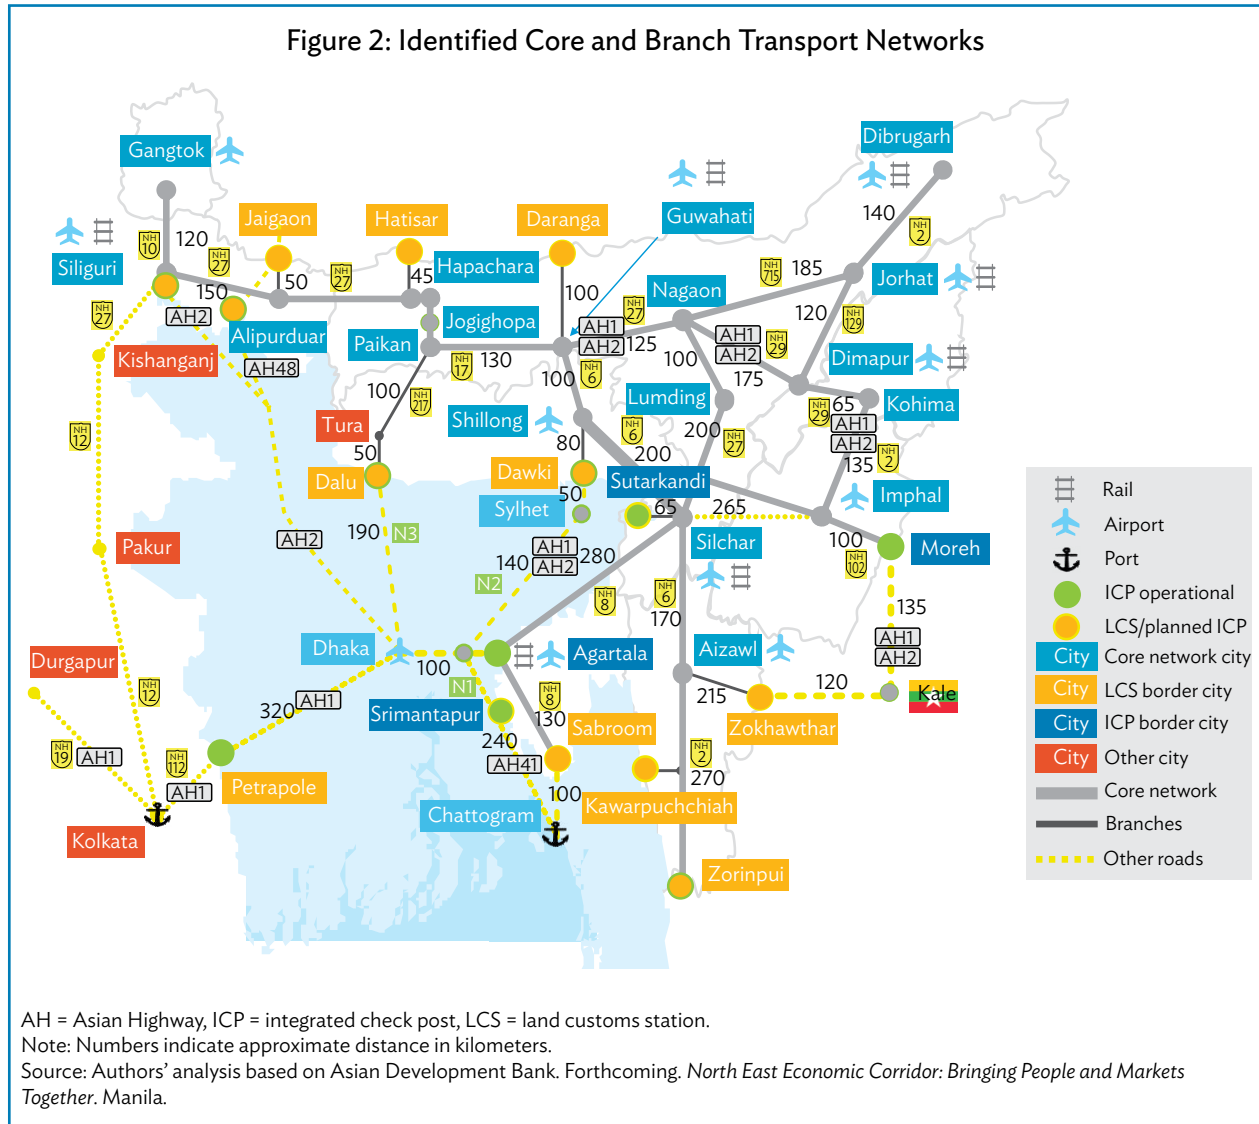 Figure 2: Identified Core and Branch Transport Networks
Gangtok
Dibrugarh
Siliguri
NH 10
120
Jaigaon
Hatisar
Daranga
Guwahati
140
NH 2
NH 27
150
50
NH 27
45
Hapachara
100
NH 27
Nagaon
NH 715
185
Jorhat
NH 27
AH2
Alipurduar
Jogighopa
AH1
AH2
125
AH1
AH2
NH 29
120
NH 129
Kishanganj
AH48
Paikan
NH 17
130
100
NH 6
100
175
Dimapur
100
NH 217
Shillong
Lumding
NH 29
65
Kohima
AH1
AH2
NH 12
Tura
80
NH 6
200
200
NH 27
135
NH 2
50
Dalu
Dawki
50
Sutarkandi
Imphal
190
N3
Sylhet
65
265
Pakur
AH2
140
AH1
AH2
280
Silchar
100
NH 102
Moreh
N2
NH 8
NH 6
170
135
AH1
AH2
Dhaka
100
Agartala
Aizawl
Durgapur
NH 12
N1
NH 8
215
120
Kale
320
AH1
Srimantapur
130
Sabroom
Zokhawthar
NH 19
AH1
NH 112
AH1
Petrapole
240
AH41
NH 2
270
100
Kawarpuchchiah
Kolkata
Chattogram
Zorinpui
Rail
Airport
Port
ICP operational
LCS/planned ICP
City Core network city
City LCS border city
City ICP border city
City Other city
Core network
Branches
Other roads
AH = Asian Highway, ICP = integrated check post, LCS = land customs station.
Note: Numbers indicate approximate distance in kilometers.
Source: Authors' analysis based on Asian Development Bank. Forthcoming. North East Economic Corridor: Bringing People and Markets
Together. Manila.